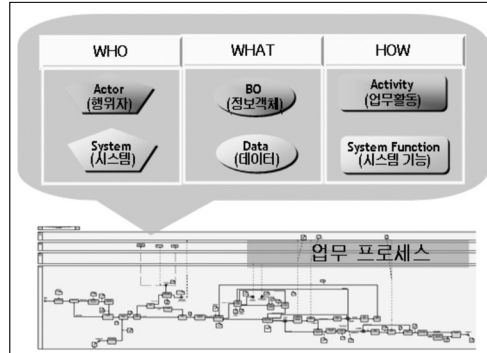 WHO WHAT HOW
Actor
(행위자)
BO
(정보객체)
Activity
(업무활동)
System
(시스템)
Data
(데이터)
System Function
(시스템 기능)
업무 프로세스